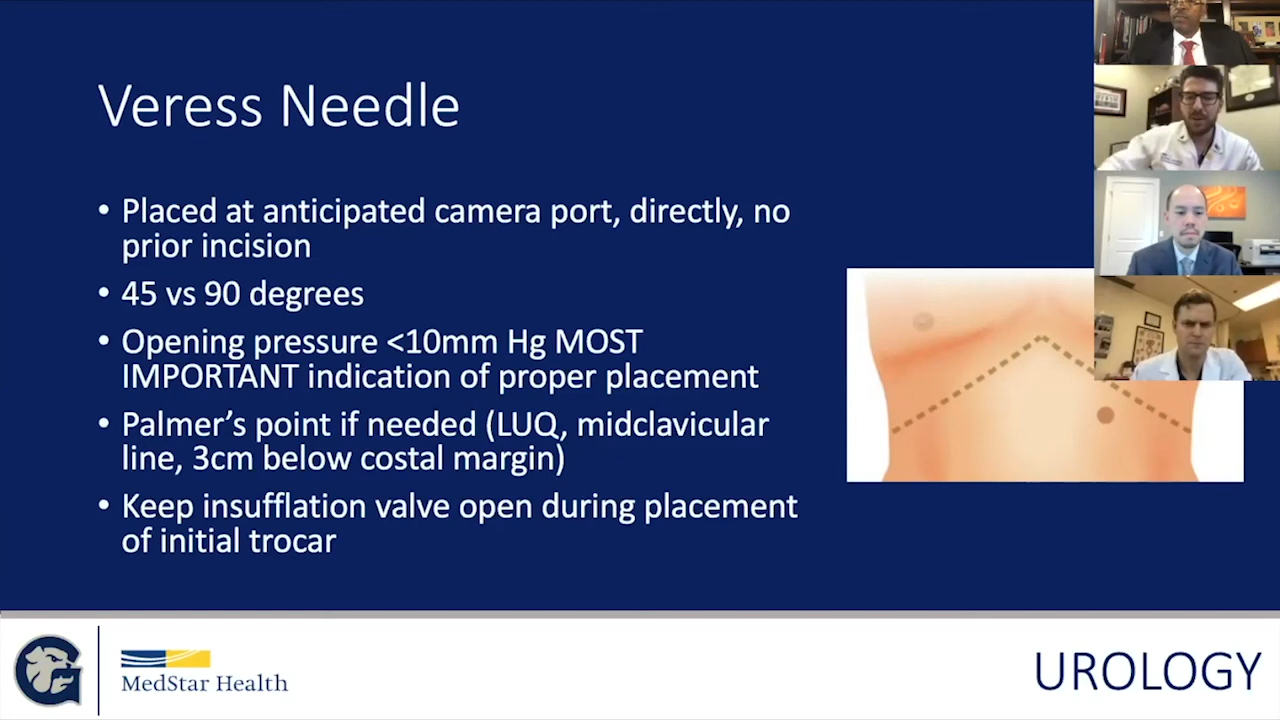 Veress Needle
• Placed at anticipated camera port, directly, no
prior incision
• 45 vs 90 degrees
• Opening pressure <10mm Hg MOST
IMPORTANT indication of proper placement
• Palmer’s point if needed (LUQ, midclavicular
line, 3cm below costal margin)
• Keep insufflation valve open during placement
of initial trocar
G
MedStar Health
UROLOGY